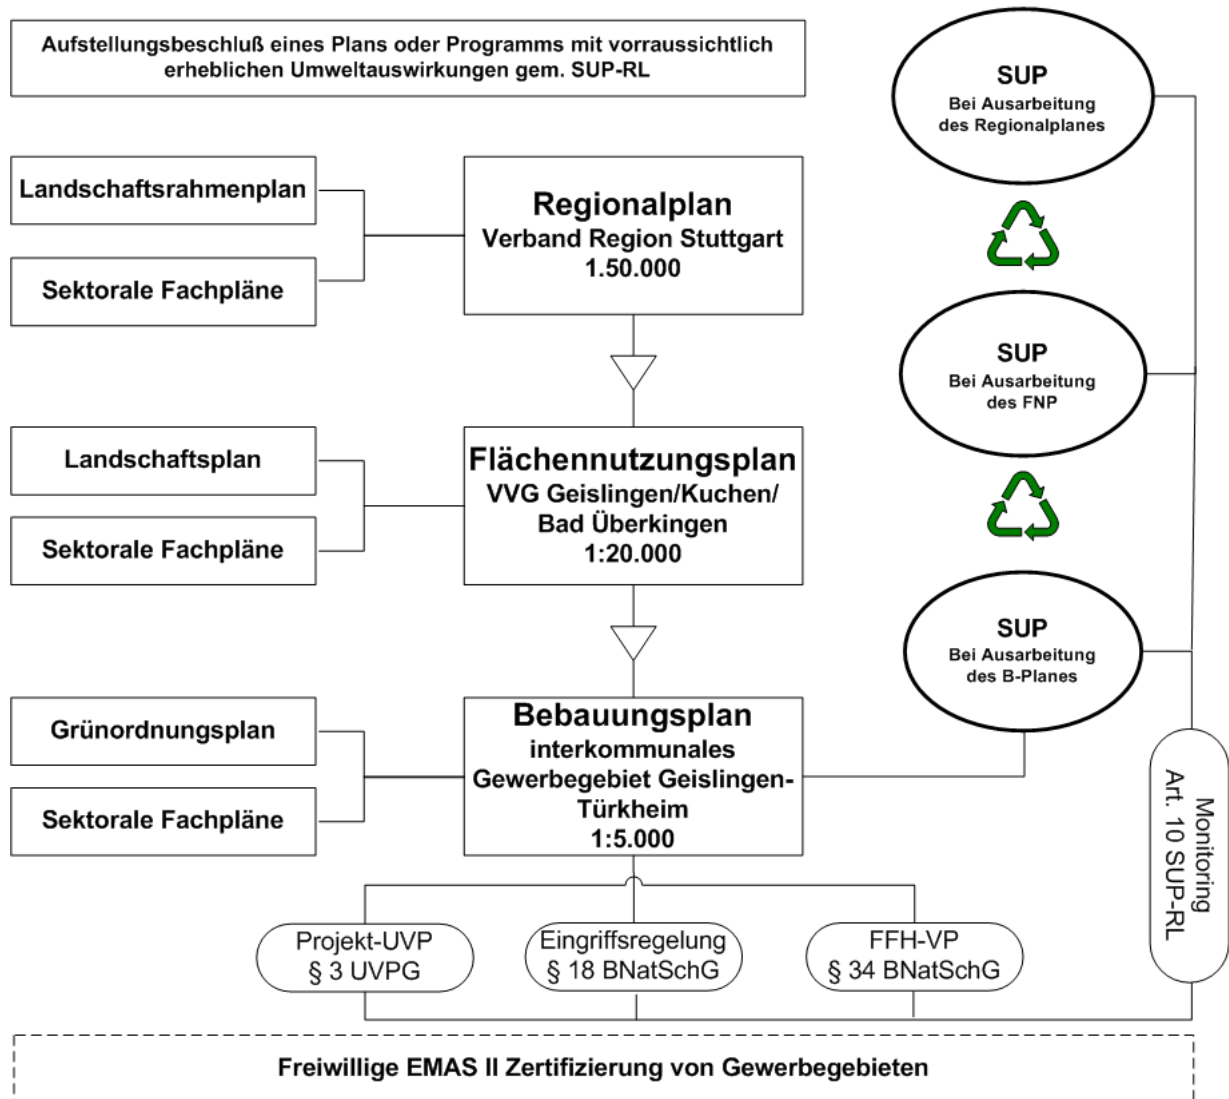 Aufstellungsbeschluß eines Plans oder Programms mit vorraussichtlich
erheblichen Umweltauswirkungen gem. SUP-RL
SUP
Bei Ausarbeitung
des Regionalplanes
Landschaftsrahmenplan
Sektorale Fachpläne
Regionalplan
Verband Region Stuttgart
1.50.000
SUP
Bei Ausarbeitung
des FNP
Landschaftsplan
Sektorale Fachpläne
Flächennutzungsplan
VVG Geislingen/Kuchen/
Bad Überkingen
1:20.000
SUP
Bei Ausarbeitung
des B-Planes
Grünordnungsplan
Sektorale Fachpläne
Bebauungsplan
interkommunales
Gewerbegebiet Geislingen-
Türkheim
1:5.000
Monitoring
Art. 10 SUP-RL
Projekt-UVP
§ 3 UVPG
Eingriffsregelung
§ 18 BNatSchG
FFH-VP
§ 34 BNatSchG
Freiwillige EMAS II Zertifizierung von Gewerbegebieten